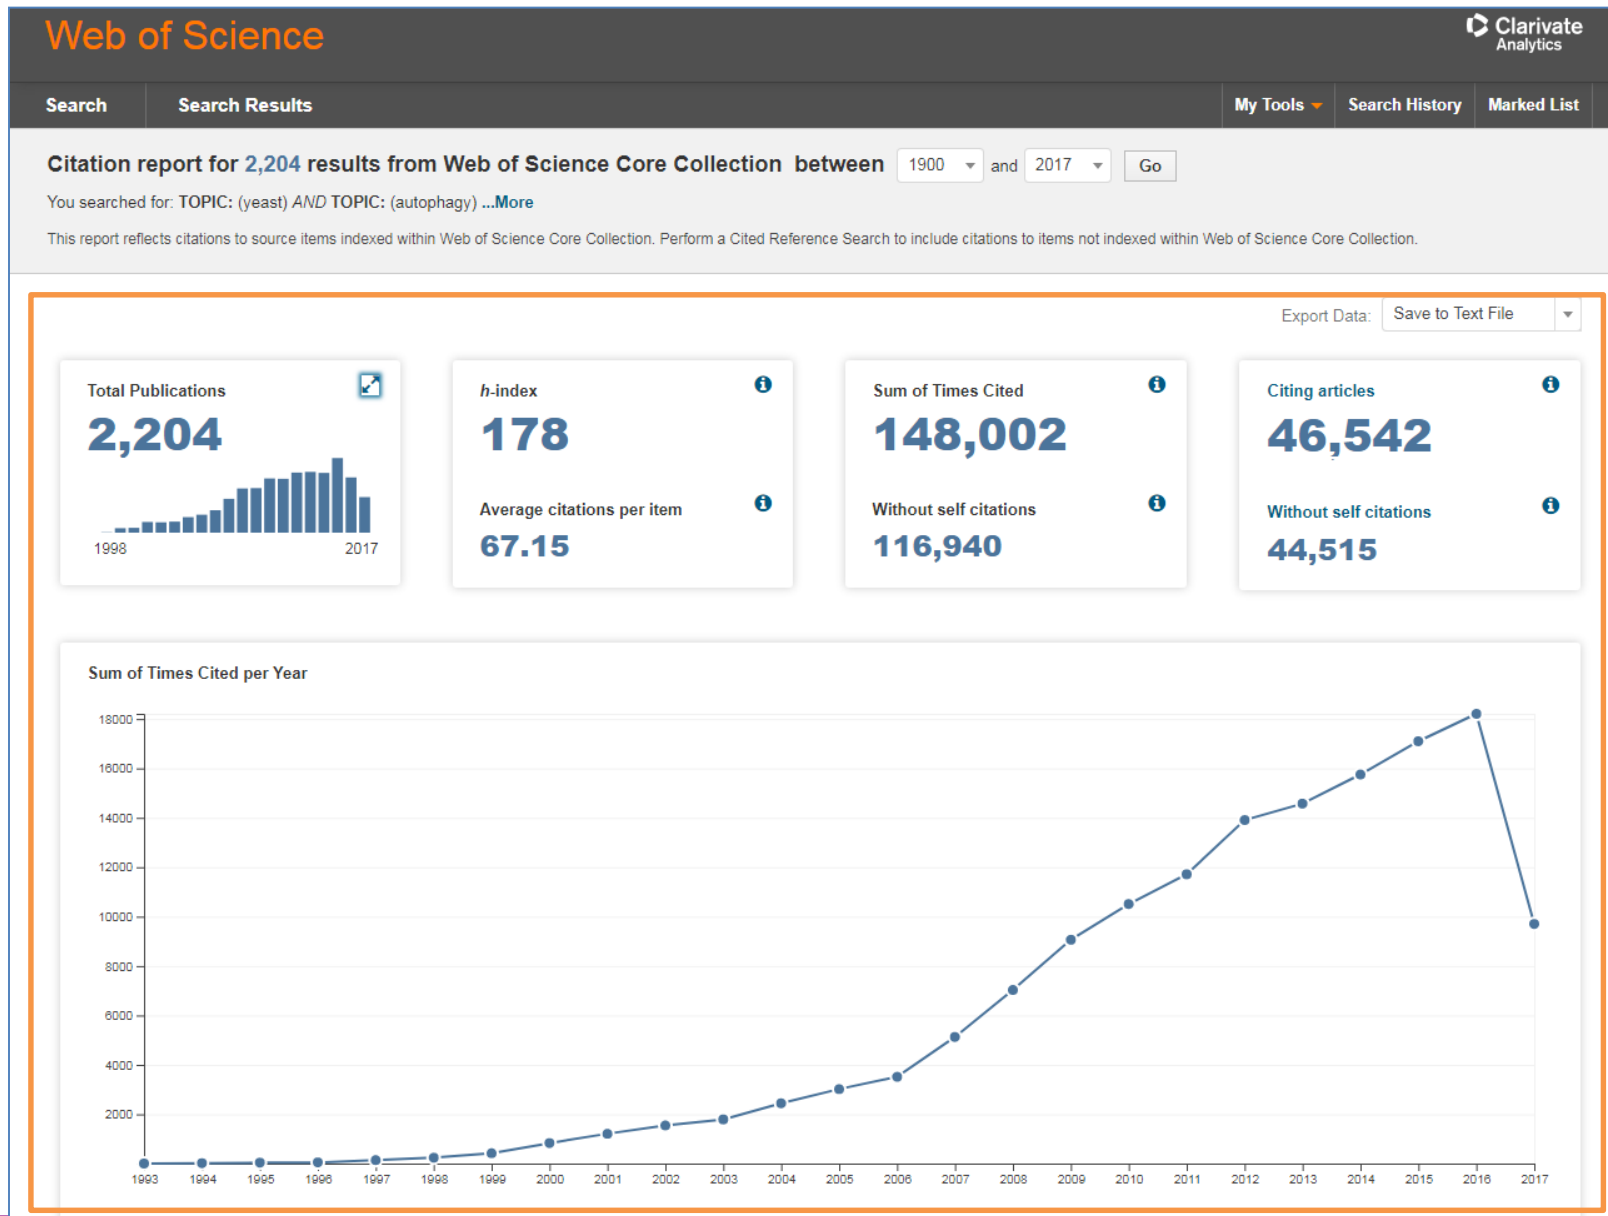 Web of Science
Clarivate
Analytics
Search
Search Results
My Tools
Search History
Marked List
Citation report for 2,204 results from Web of Science Core Collection between 1900 and 2017 Go
You searched for: TOPIC: (yeast) AND TOPIC: (autophagy) ...More
This report reflects citations to source items indexed within Web of Science Core Collection. Perform a Cited Reference Search to include citations to items not indexed within Web of Science Core Collection.
Export Data: Save to Text File
Total Publications
2,204
1998
2017
h-index
178
Average citations per item
67.15
Sum of Times Cited
148,002
Without self citations
116,940
Citing articles
46,542
Without self citations
44,515
Sum of Times Cited per Year
18000
16000
14000
12000
10000
8000
6000
4000
2000
1993 1994 1995 1996 1997 1998 1999 2000 2001 2002 2003 2004 2005 2006 2007 2008 2009 2010 2011 2012 2013 2014 2015 2016 2017